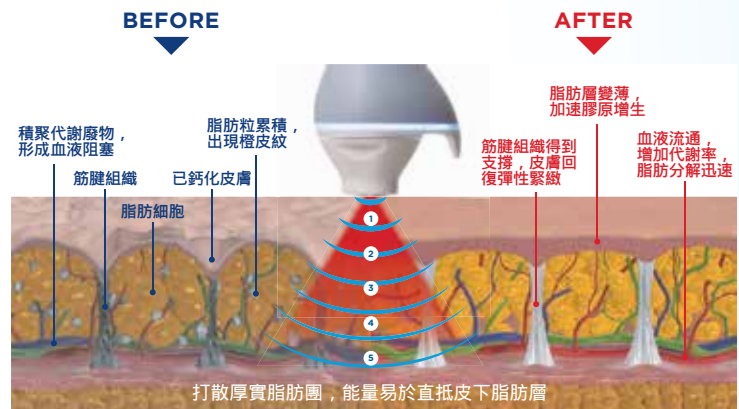 BEFORE
AFTER
積聚代謝廢物，
形成血液阻塞
筋腱組織
脂肪細胞
已鈣化皮膚
脂肪粒累積，
出現橙皮紋
筋腱組織得到
支撐，皮膚回
復彈性緊緻
脂肪層變薄，
加速膠原增生
血液流通，
增加代謝率，
脂肪分解迅速
1
2
3
4
5
打散厚實脂肪團，能量易於直抵皮下脂肪層